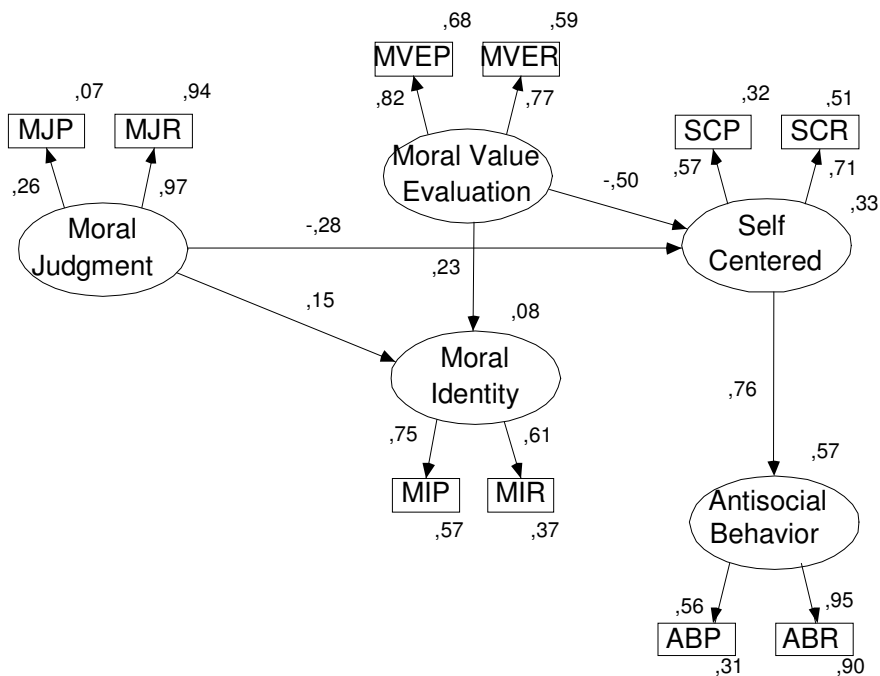 ,68
,59
MVEP
MVER
,07
,94
,82
,77
,32
,51
MJP
MJR
SCP
SCR
Moral Value
Evaluation
,26
,97
-,50
,57
,71
,33
Moral
Judgment
-,28
Self
Centered
,23
,15
,08
Moral
Identity
,76
,75
,61
,57
MIP
MIR
,57
,37
Antisocial
Behavior
,56
,95
ABP
ABR
,31
,90